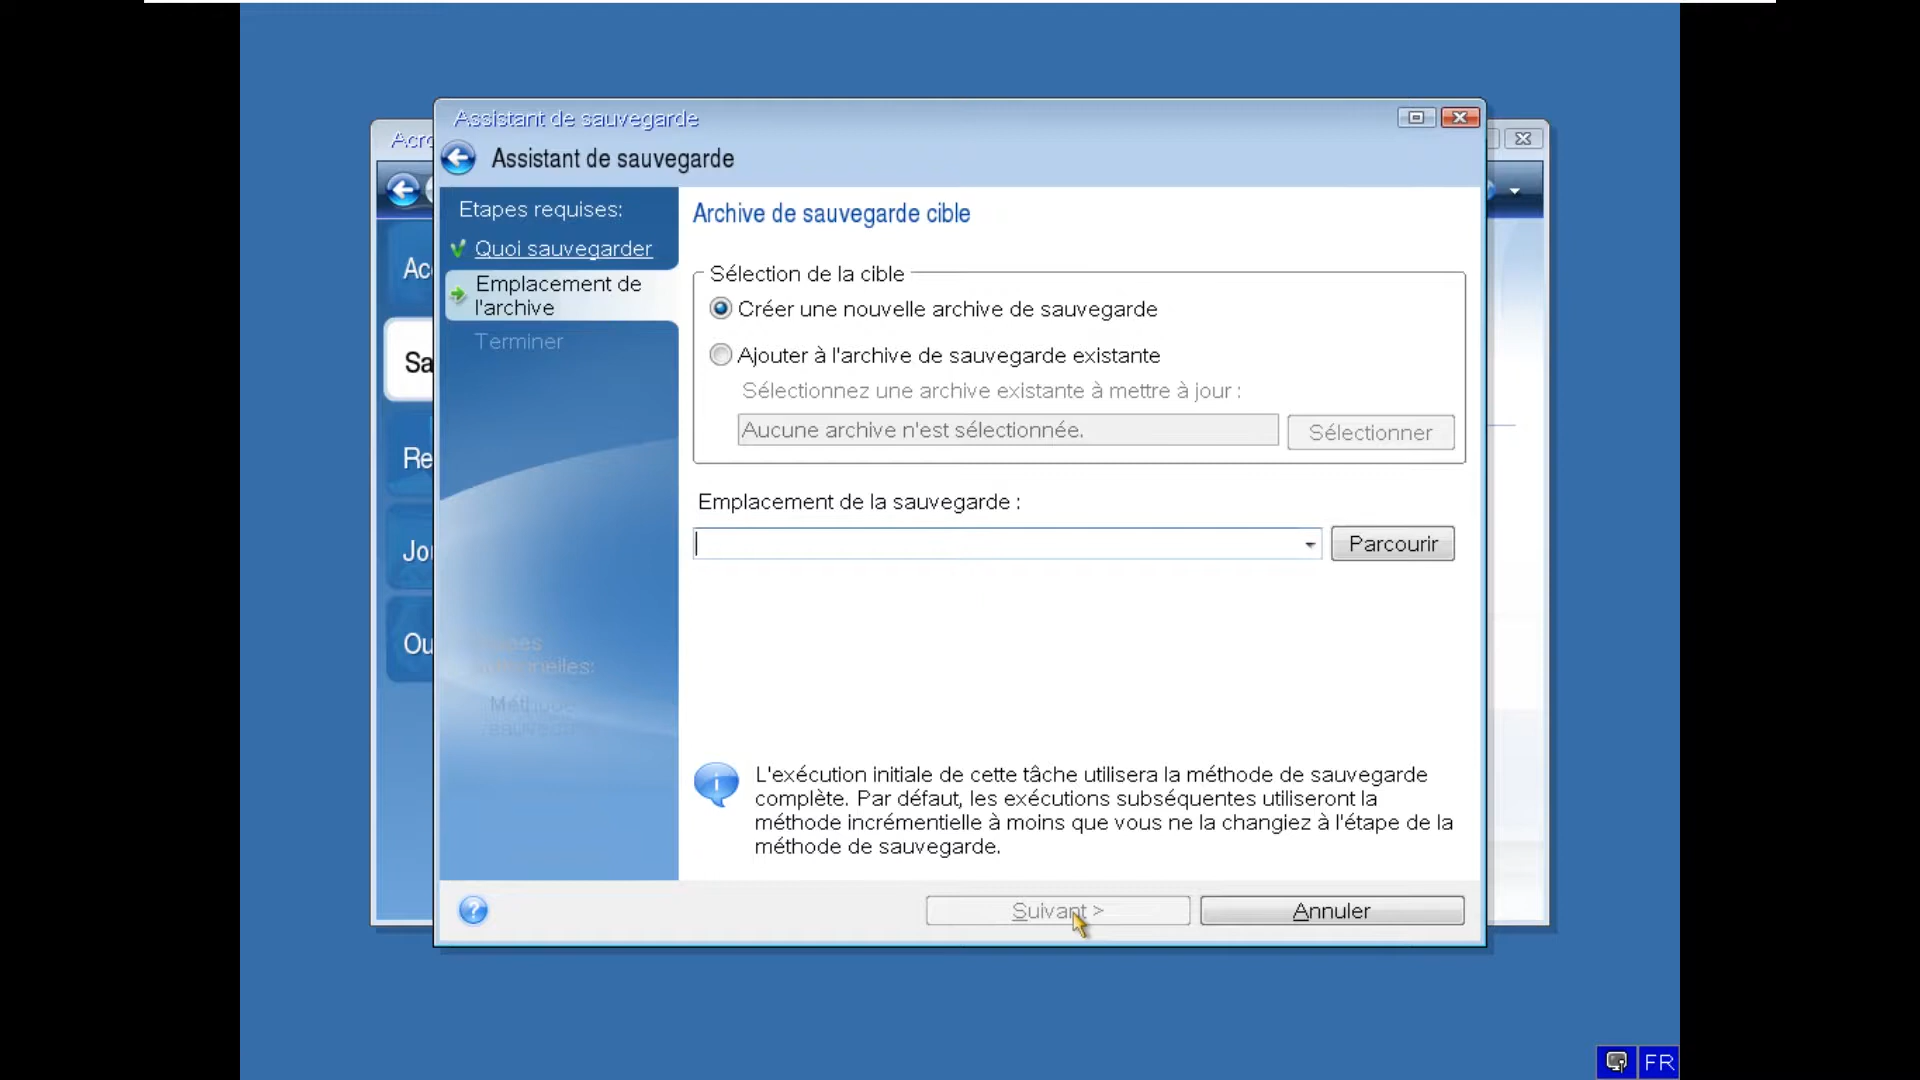 Assistant de sauvegarde
Assistant de sauvegarde
Etapes requises:
Quoi sauvegarder
Emplacement de
l'archive
Terminer
Archive de sauvegarde cible
Sélection de la cible
Créer une nouvelle archive de sauvegarde
Ajouter à l'archive de sauvegarde existante
Sélectionnez une archive existante à mettre à jour :
Aucune archive n'est sélectionnée.
Sélectionner
Emplacement de la sauvegarde :
Parcourir
L'exécution initiale de cette tâche utilisera la méthode de sauvegarde
complète. Par défaut, les exécutions subséquentes utiliseront la
méthode incrémentielle à moins que vous ne la changiez à l'étape de la
méthode de sauvegarde.
Suivant >
Annuler
FR